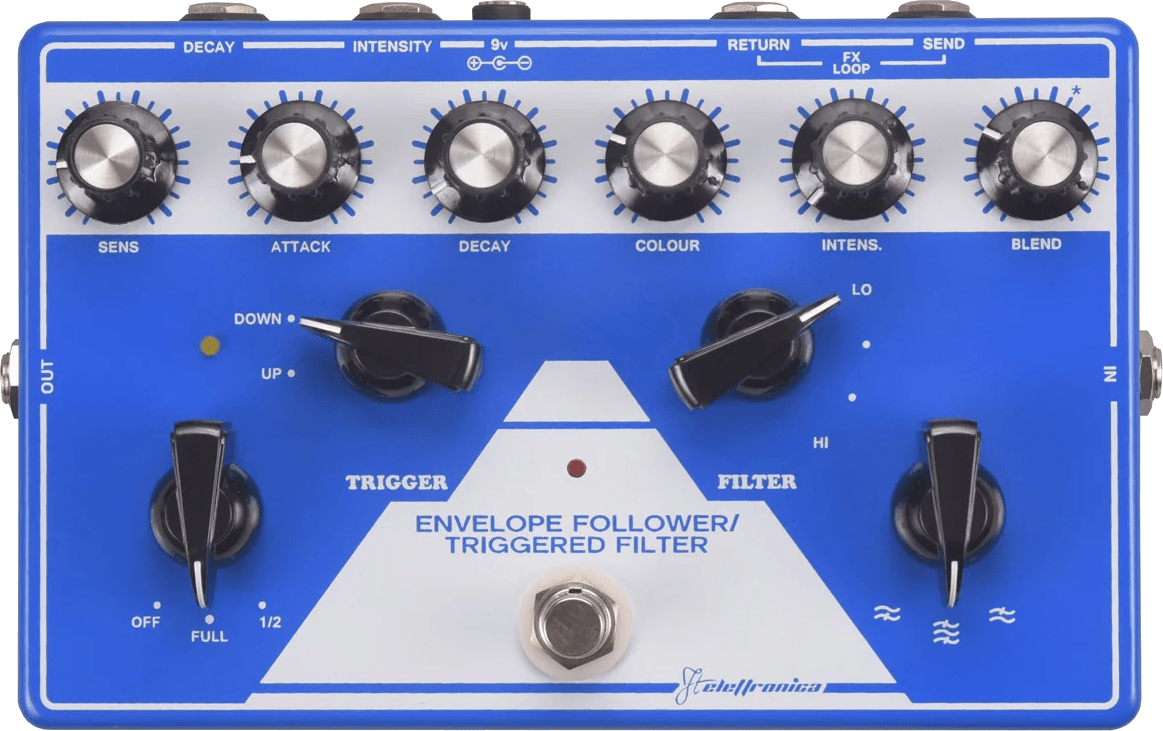 DECAY
INTENSITY
9v
RETURN
SEND
FX
LOOP
*
SENS
ATTACK
DECAY
COLOUR
INTENS.
BLEND
DOWN
UP
LO
HI
OUT
IN
TRIGGER
FILTER
ENVELOPE FOLLOWER/
TRIGGERED FILTER
OFF
FULL
1/2
elettronica